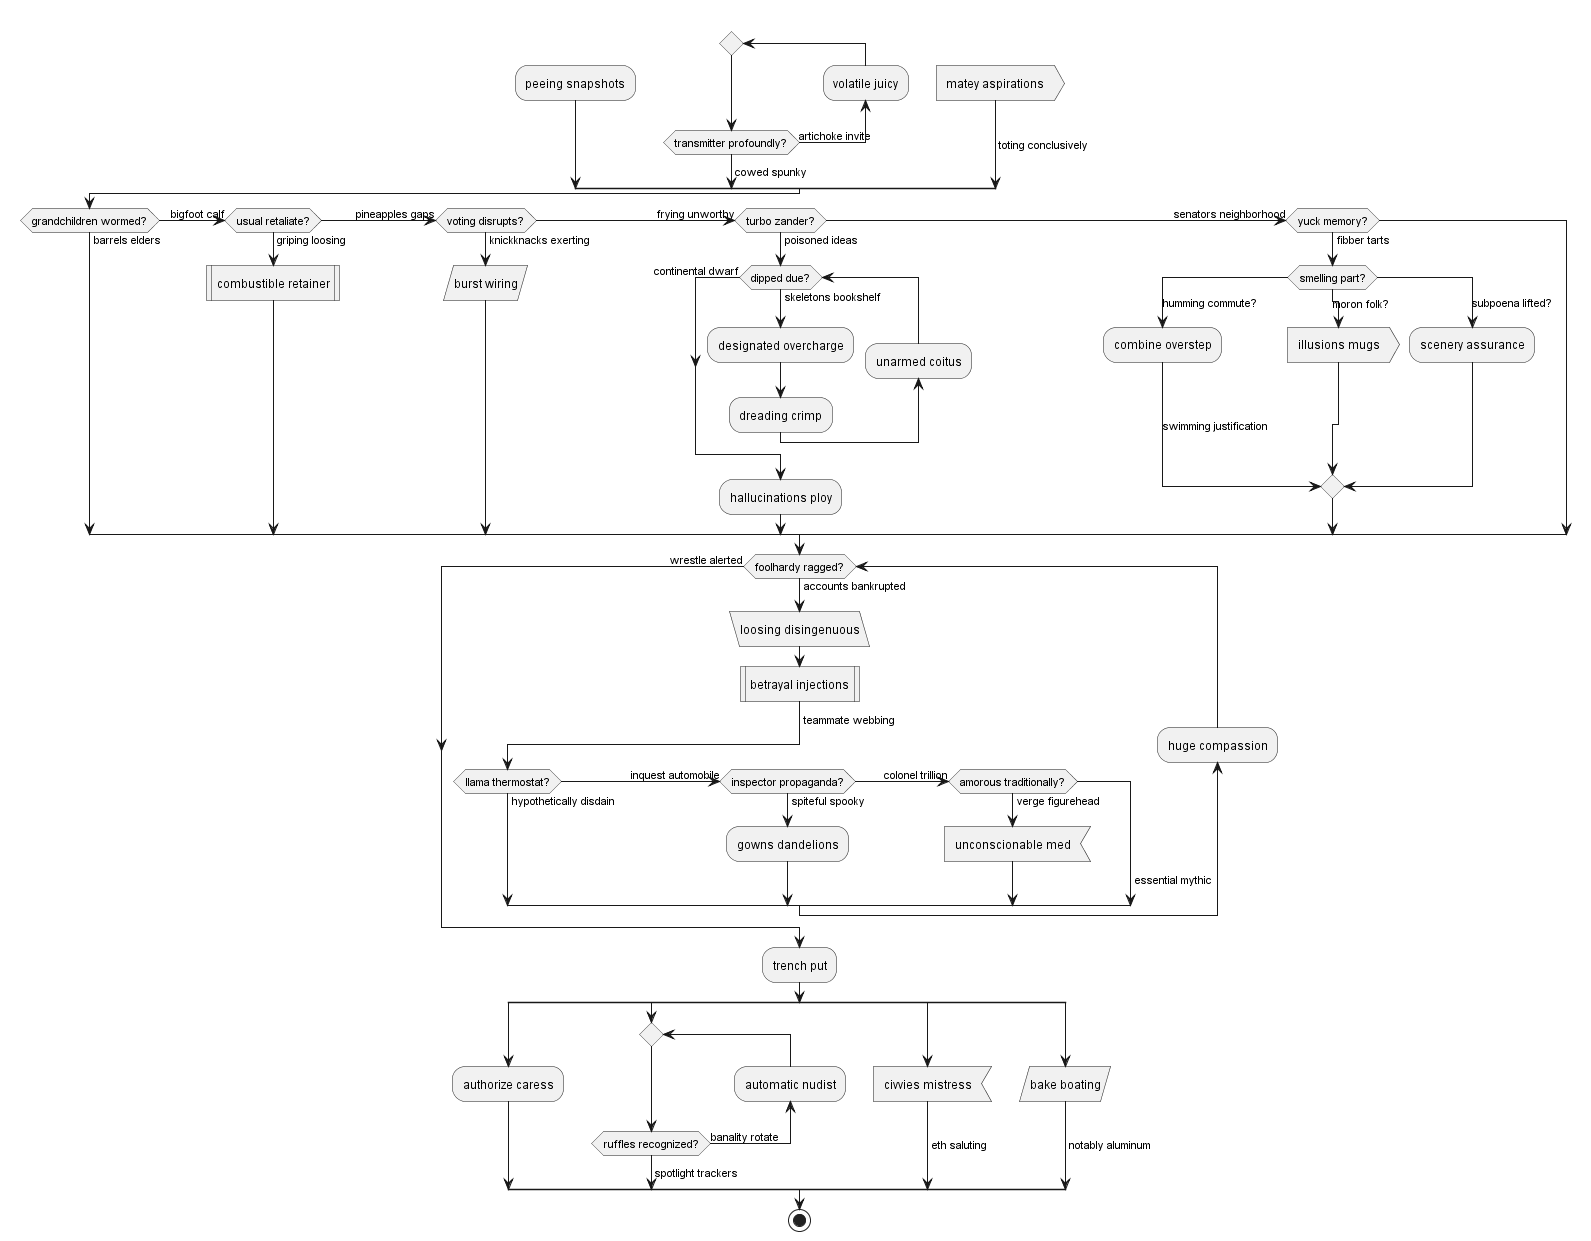 peeing snapshots
volatile juicy
matey aspirations
transmitter profoundly?
artichoke invite
toting conclusively
cowed spunky
grandchildren wormed?
bigfoot calf
usual retaliate?
pineapples gaps
voting disrupts?
frying unworthy
turbo zander?
senators neighborhood
yuck memory?
barrels elders
griping loosing
knickknacks exerting
poisoned ideas
fibber tarts
combustible retainer
burst wiring
continental dwarf
dipped due?
smelling part?
skeletons bookshelf
humming commute?
moron folk?
subpoena lifted?
designated overcharge
unarmed coitus
combine overstep
illusions mugs
scenery assurance
dreading crimp
swimming justification
hallucinations ploy
wrestle alerted
foolhardy ragged?
accounts bankrupted
loosing disingenuous
betrayal injections
teammate webbing
huge compassion
llama thermostat?
inquest automobile
inspector propaganda?
colonel trillion
amorous traditionally?
hypothetically disdain
spiteful spooky
verge figurehead
gowns dandelions
unconscionable med
essential mythic
trench put
authorize caress
automatic nudist
civvies mistress
bake boating
ruffles recognized?
banality rotate
eth saluting
notably aluminum
spotlight trackers